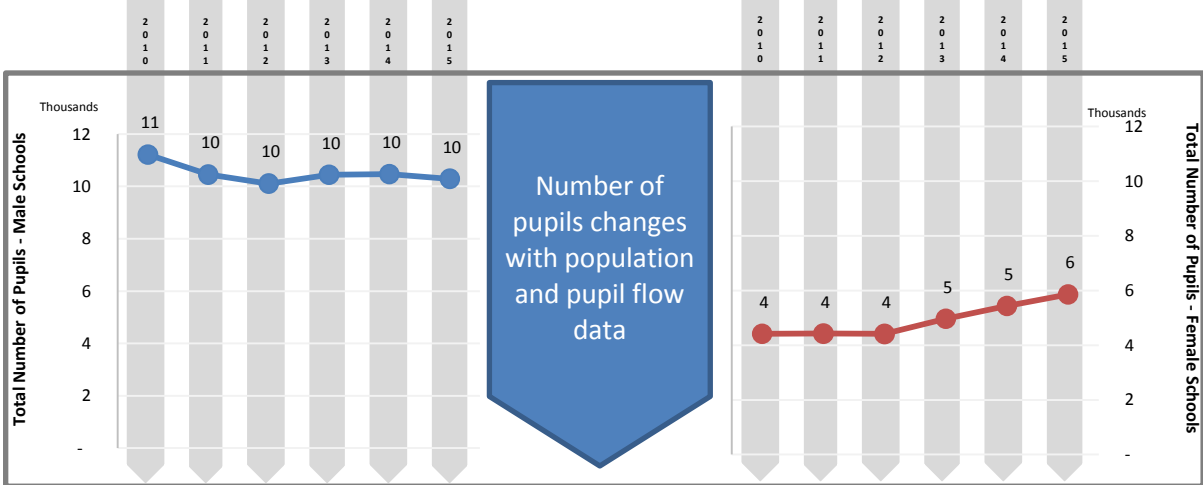 2010 2011 2012 2013 2014 2015
2010 2011 2012 2013 2014 2015
Total Number of Pupils - Male Schools
Thousands
12
10
8
6
4
2
-
11 10 10 10 10 10
Number of
pupils changes
with population
and pupil flow
data
4 4 4 5 5 6
Thousands
12
10
8
6
4
2
-
Total Number of Pupils - Female Schools